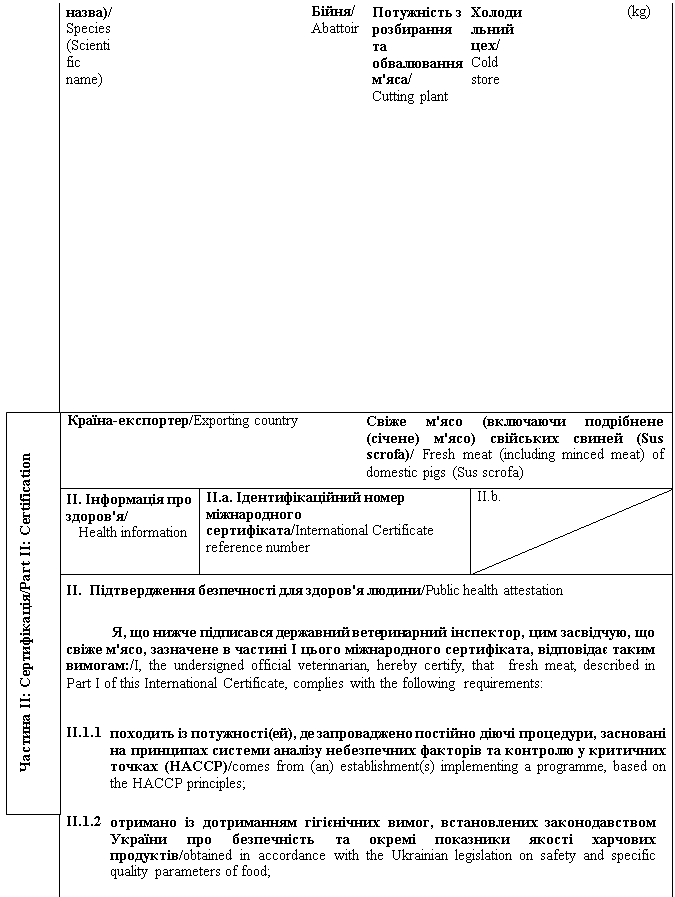 назва)/
Species
(Scienti
fic
name)
Бійня/
Abattoir
Потужність з
розбирання
та
обвалювання
м'яса/
Cutting plant
Холоди
льний
цех/
Cold
store
(kg)
Країна-експортер/Exporting country
Свіже м'ясо (включаючи подрібнене
(січене) м'ясо) свійських свиней (Sus
scrofa)/ Fresh meat (including minced meat) of
domestic pigs (Sus scrofa)
Частина II: Сертифікація/Part II: Certification
II. Інформація про
здоров'я/
Health information
II.a. Ідентифікаційний номер
міжнародного
сертифіката/International Certificate
reference number
II.b.
II. Підтвердження безпечності для здоров'я людини/Public health attestation
Я, що нижче підписався державний ветеринарний інспектор, цим засвідчую, що
свіже м'ясо, зазначене в частині I цього міжнародного сертифіката, відповідає таким
вимогам:/I, the undersigned official veterinarian, hereby certify, that fresh meat, described in
Part I of this International Certificate, complies with the following requirements:
II.1.1 походить із потужності(ей), де запроваджено постійно діючі процедури, засновані
на принципах системи аналізу небезпечних факторів та контролю у критичних
точках (НАССР)/comes from (an) establishment(s) implementing a programme, based on
the HACCP principles;
II.1.2 отримано із дотриманням гігієнічних вимог, встановлених законодавством
України про безпечність та окремі показники якості харчових
продуктів/obtained in accordance with the Ukrainian legislation on safety and specific
quality parameters of food;